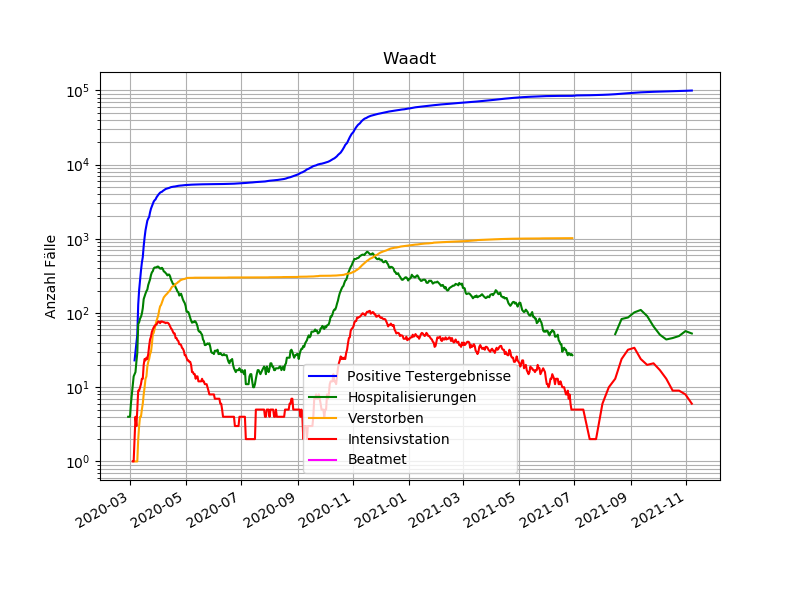 Waadt
Anzahl Fälle
10^5
10^4
10^3
10^2
10^1
10^0
Positive Testergebnisse
Hospitalisierungen
Verstorben
Intensivstation
Beatmet
2020-03
2020-05
2020-07
2020-09
2020-11
2021-01
2021-03
2021-05
2021-07
2021-09
2021-11